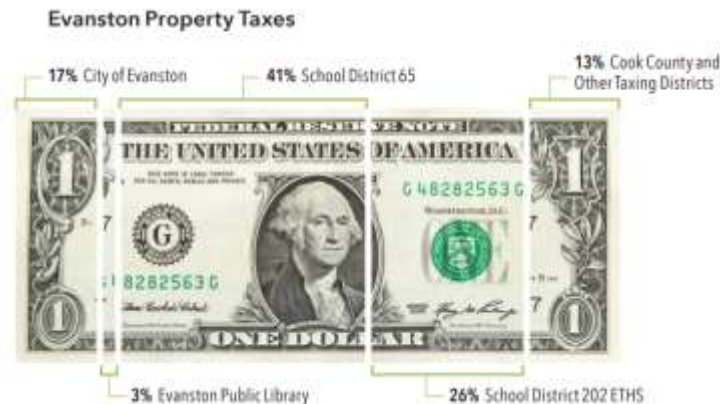 Evanston Property Taxes
17% City of Evanston
41% School District 65
13% Cook County and
Other Taxing Districts
FEDERAL RESERVE NOTE
THE UNITED STATES OF AMERICA
G 48282563 G
WASHINGTON, D.C.
G
8282563 G
ONE DOLLAR
1
1
1
1
7
7
7
3% Evanston Public Library
26% School District 202 ETHS